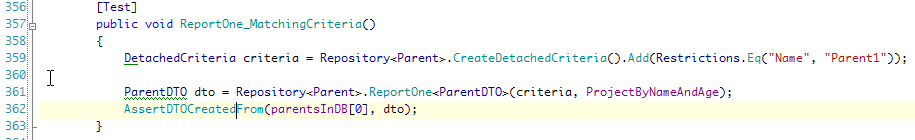 356 [Test]
357 public void ReportOne_MatchingCriteria()
358 {
359 DetachedCriteria criteria = Repository<Parent>.CreateDetachedCriteria().Add(Restrictions.Eq("Name", "Parent1"));
360
361 ParentDTO dto = Repository<Parent>.ReportOne<ParentDTO>(criteria, ProjectByNameAndAge);
362 AssertDTOCreatedFrom(parentsInDB[0], dto);
363 }